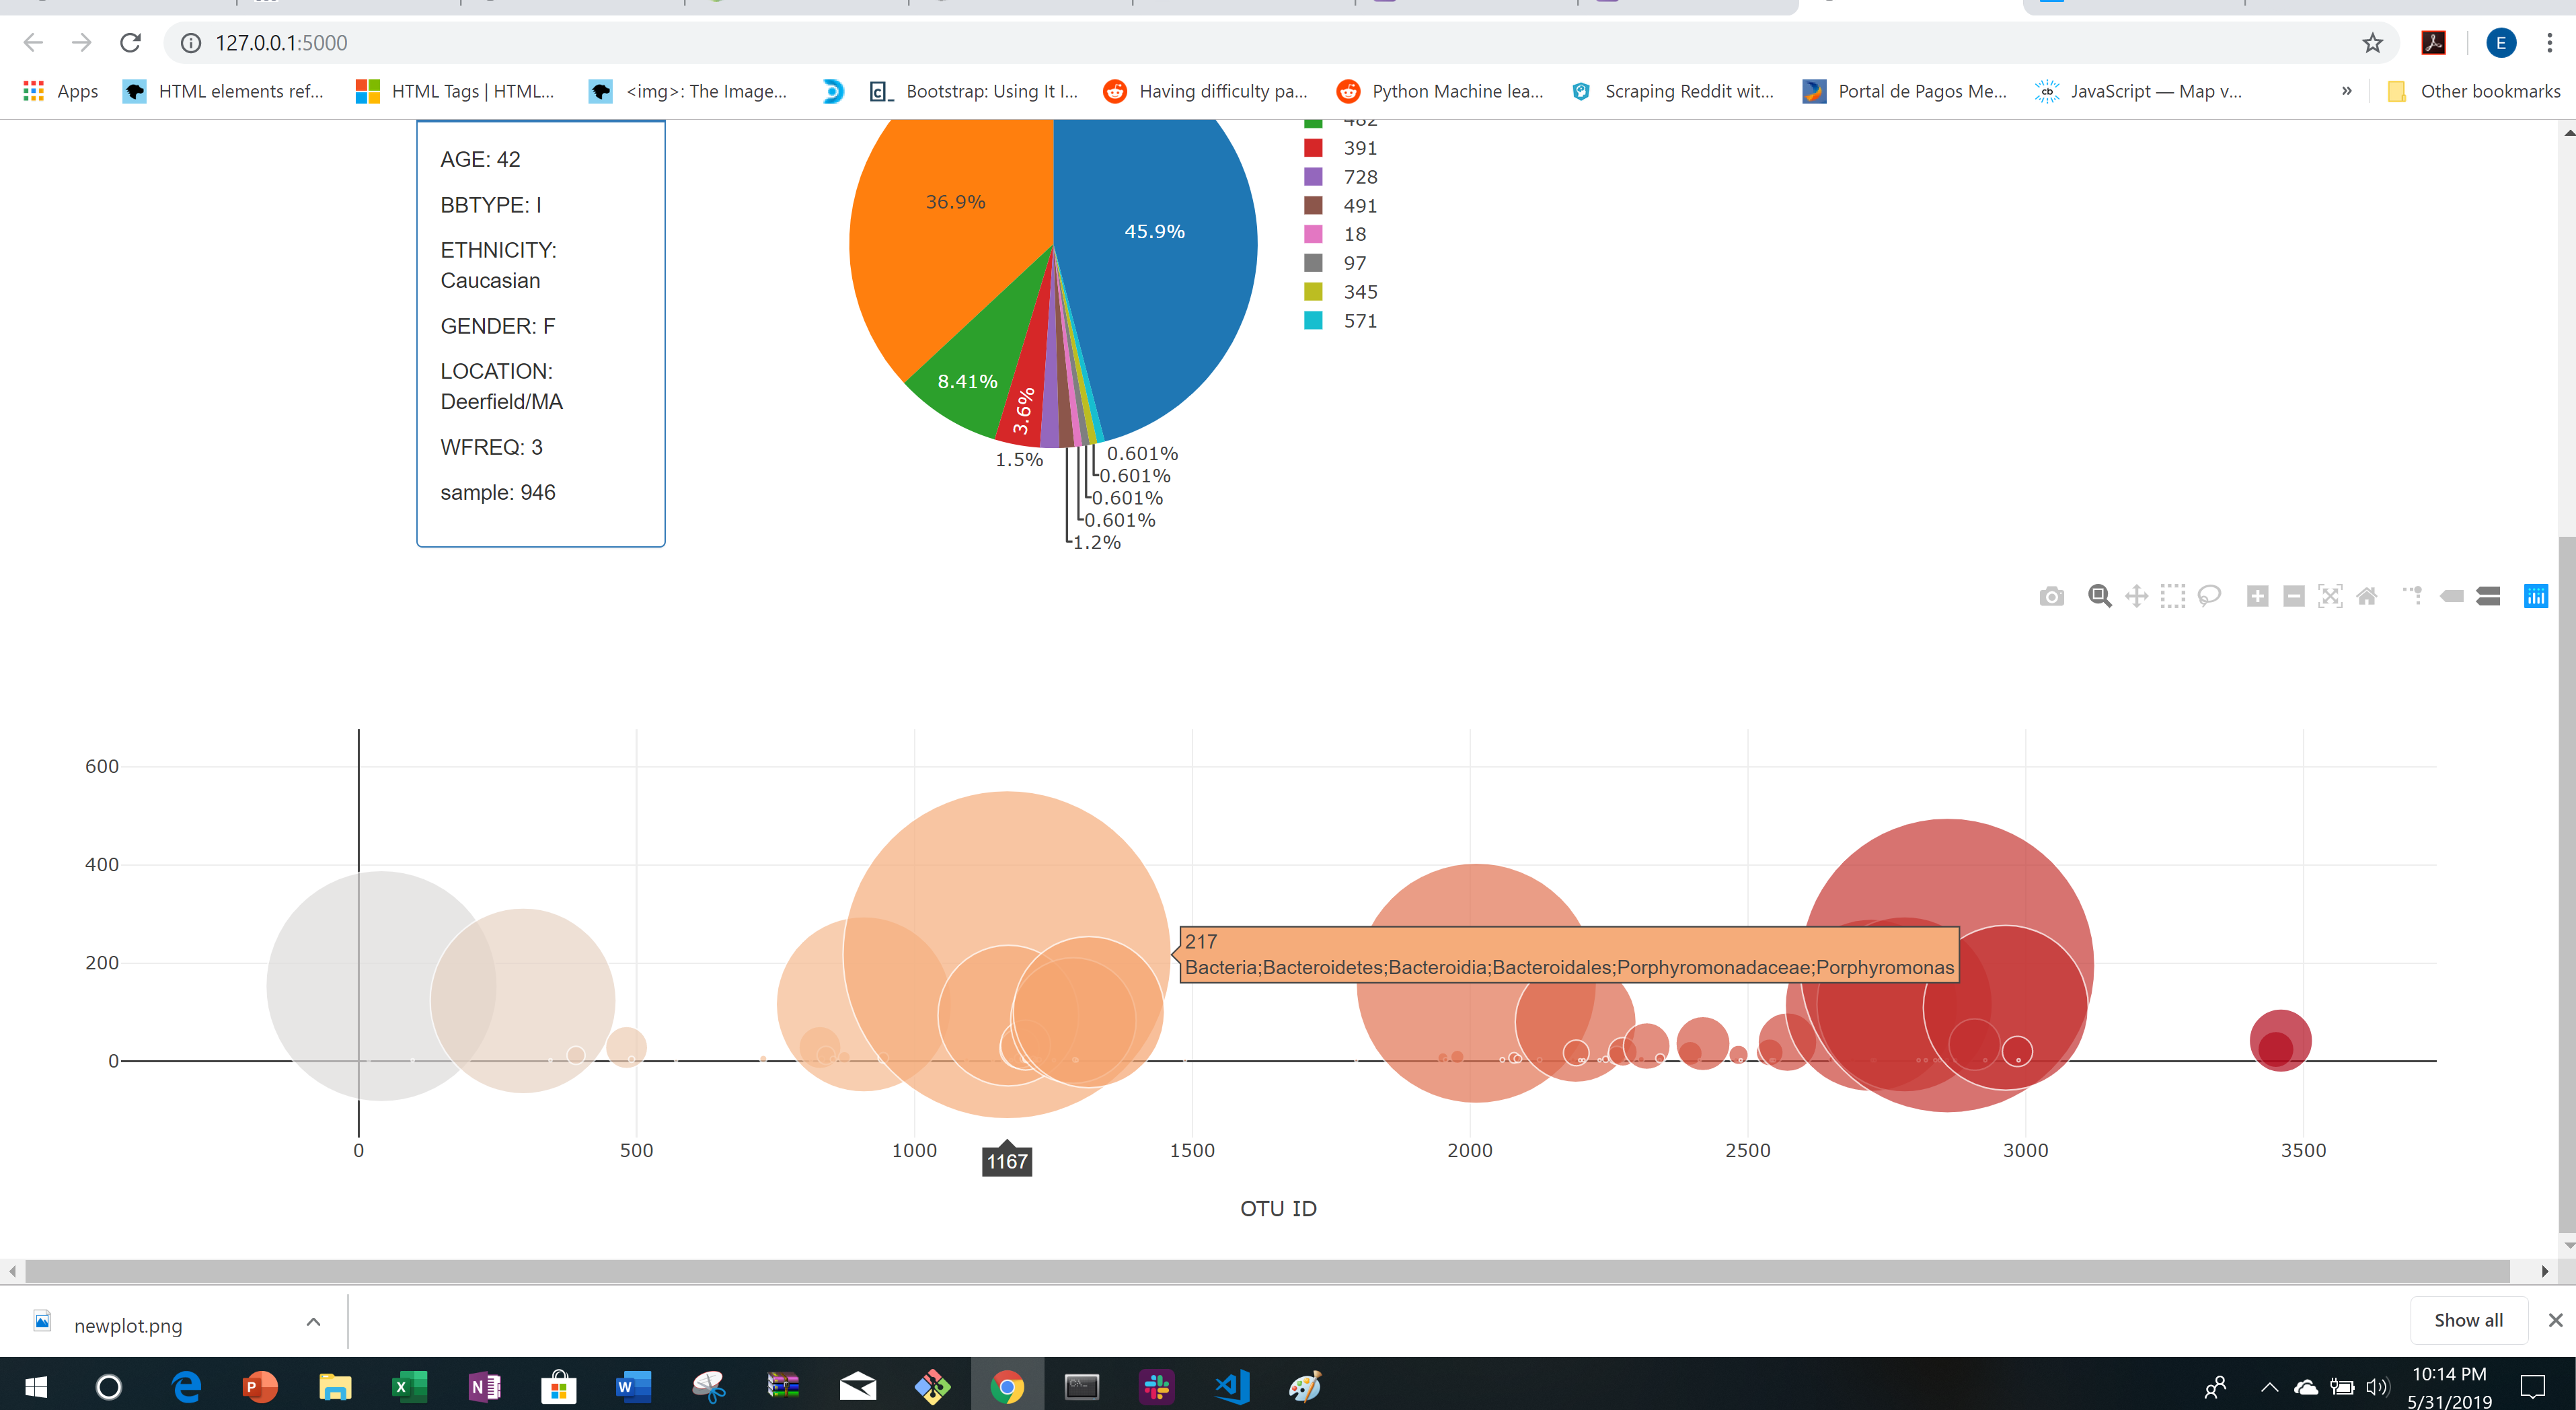 127.0.0.1:5000
E
Apps
HTML elements ref...
HTML Tags | HTML...
<img>: The Image...
Bootstrap: Using It I...
Having difficulty pa...
Python Machine lea...
Scraping Reddit wit...
Portal de Pagos Me...
JavaScript — Map v...
»
Other bookmarks
AGE: 42
BBTYPE: I
ETHNICITY:
Caucasian
GENDER: F
LOCATION:
Deerfield/MA
WFREQ: 3
sample: 946
36.9%
45.9%
8.41%
3.6%
1.5%
0.601%
0.601%
0.601%
0.601%
1.2%
482
391
728
491
18
97
345
571
600
400
200
0
217
Bacteria;Bacteroidetes;Bacteroidia;Bacteroidales;Porphyromonadaceae;Porphyromonas
0
500
1000
1167
1500
2000
2500
3000
3500
OTU ID
newplot.png
Show all
10:14 PM
5/31/2019